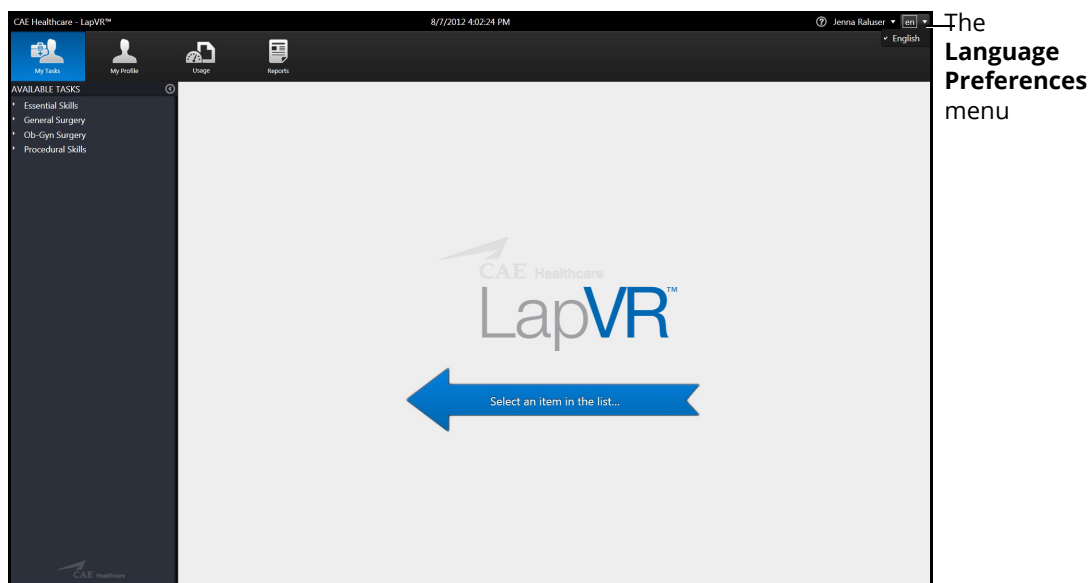 CAE Healthcare - LapVR™
8/7/2012 4:02:24 PM
Jenna Raluser
en
English
My Tasks
My Profile
Usage
Reports
AVAILABLE TASKS
Essential Skills
General Surgery
Ob-Gyn Surgery
Procedural Skills
CAE Healthcare
LapVR™
Select an item in the list...
CAE Healthcare
The
Language
Preferences
menu